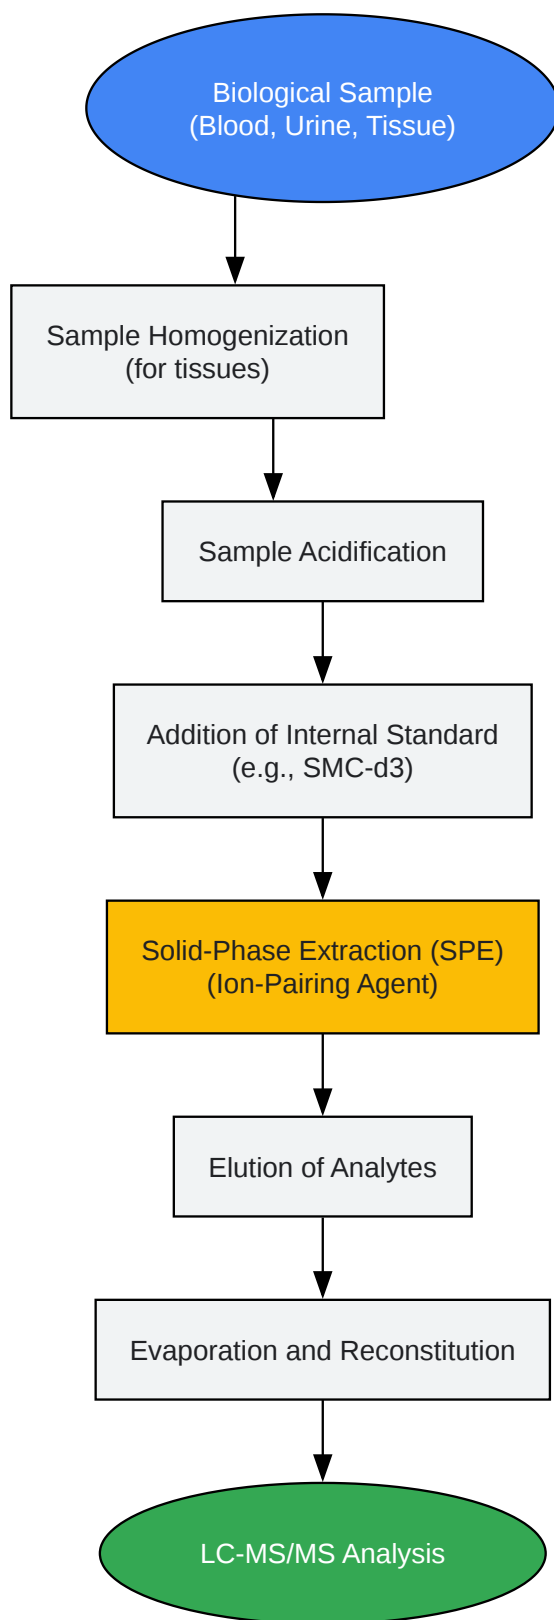 Biological Sample
(Blood, Urine, Tissue)
Sample Homogenization
(for tissues)
Sample Acidification
Addition of Internal Standard
(e.g., SMC-d3)
Solid-Phase Extraction (SPE)
(Ion-Pairing Agent)
Elution of Analytes
Evaporation and Reconstitution
LC-MS/MS Analysis